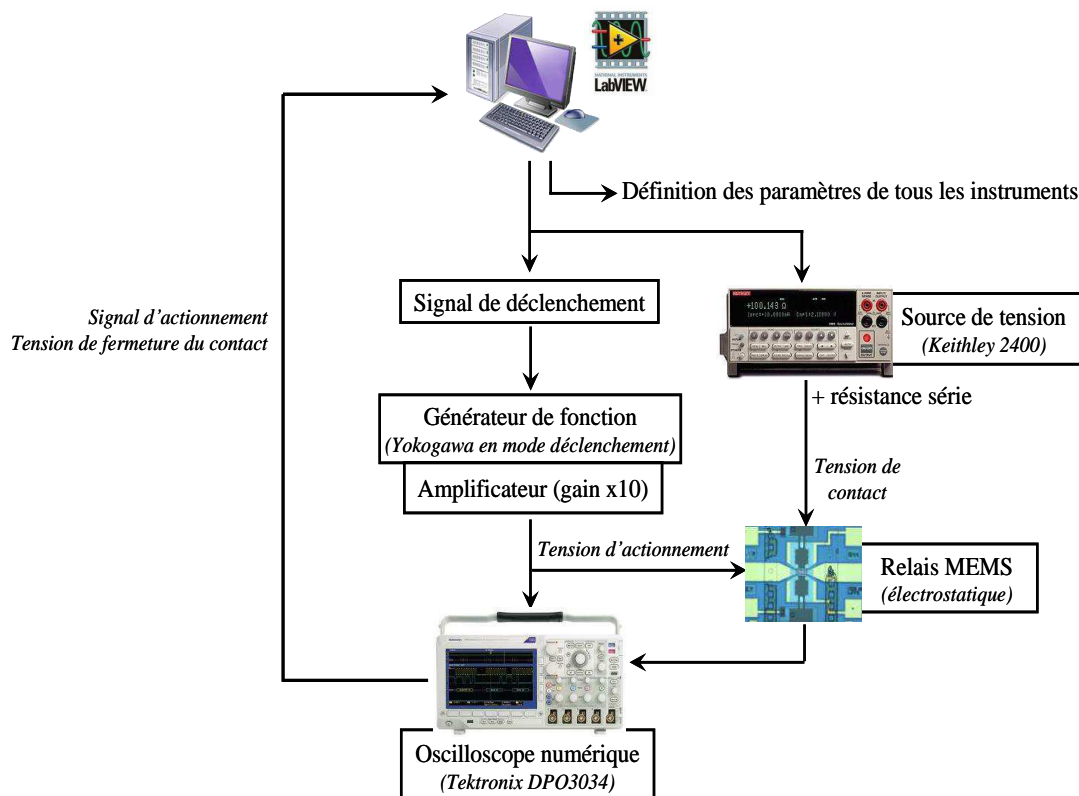 NATIONAL INSTRUMENTS
LabVIEW
Définition des paramètres de tous les instruments
Signal de déclenchement
Signal d'actionnement
Tension de fermeture du contact
Source de tension
(Keithley 2400)
+ résistance série
Générateur de fonction
(Yokogawa en mode déclenchement)
Amplificateur (gain x10)
Tension de
contact
Tension d'actionnement
Relais MEMS
(électrostatique)
Oscilloscope numérique
(Tektronix DPO3034)